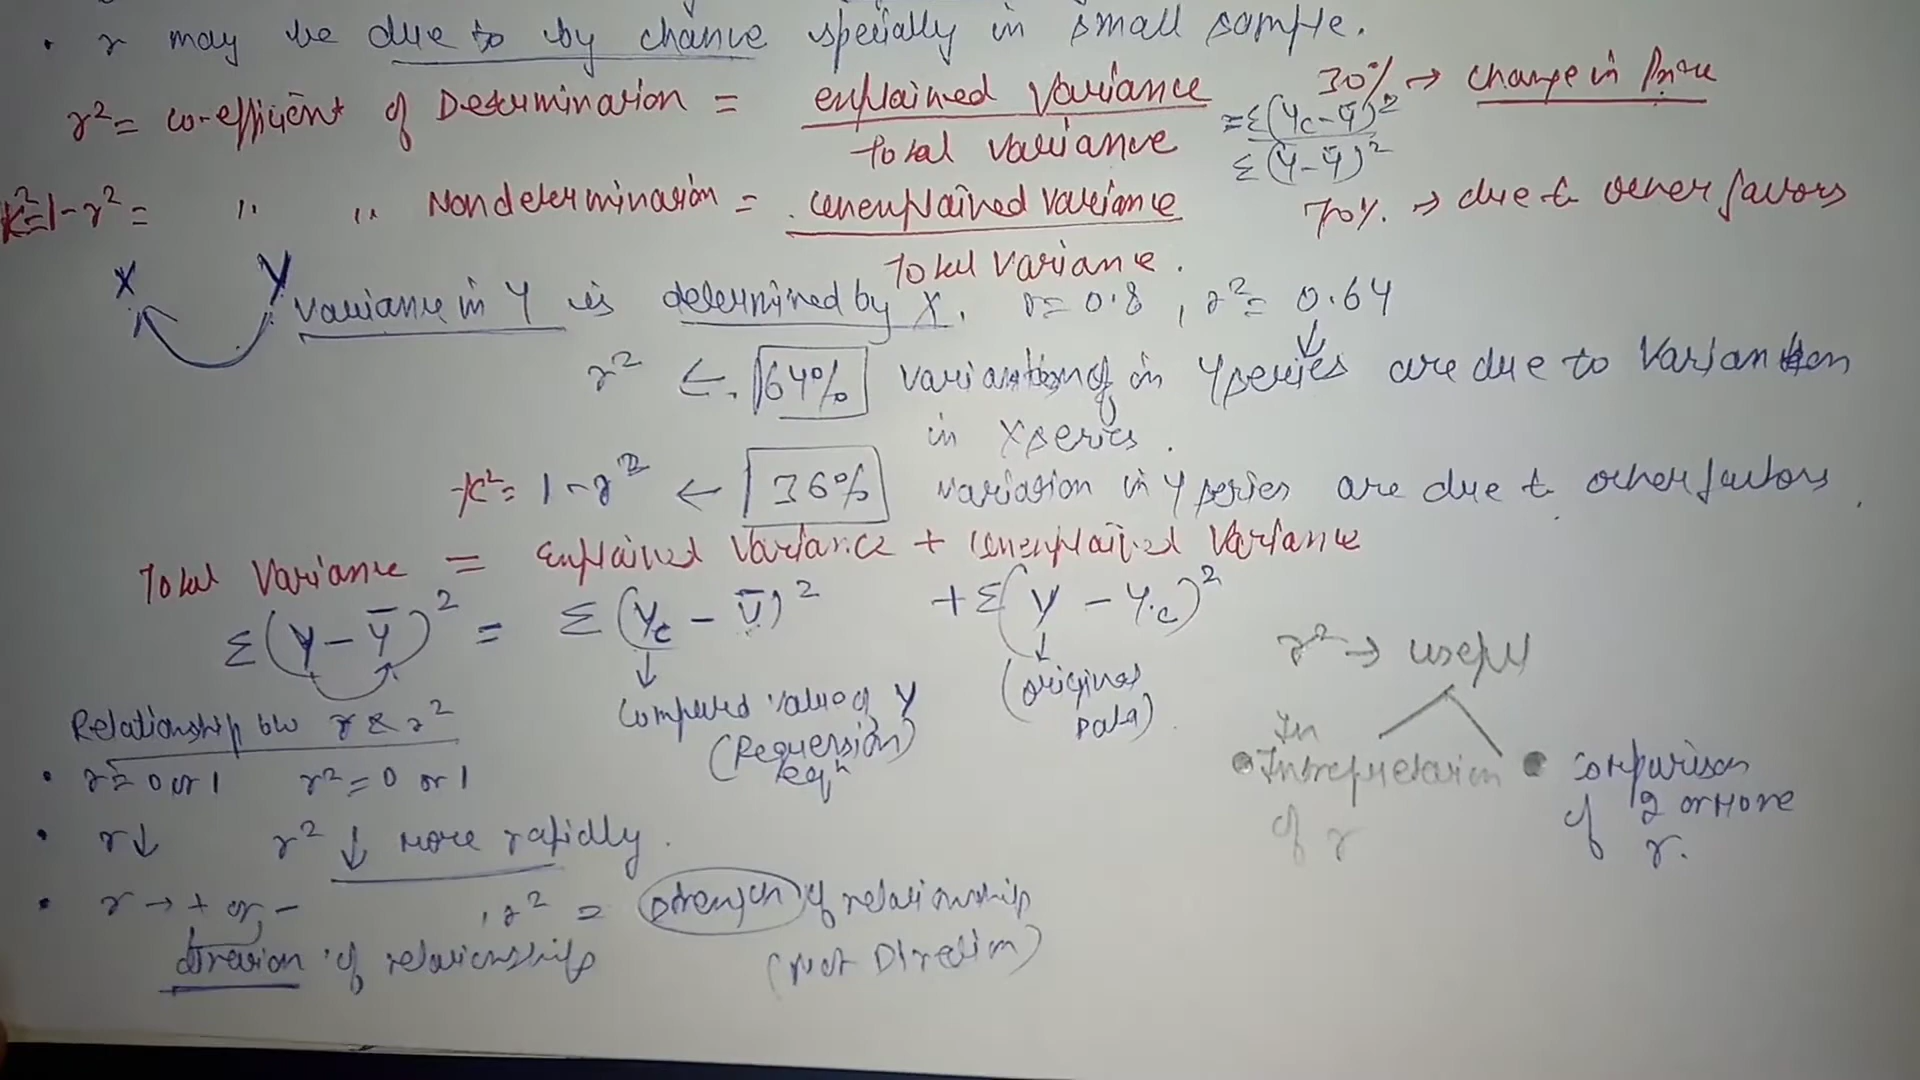 • r may be due to by chance specially in small sample.
r² = co-efficient of Determination = explained variance / total variance = Σ(Yc - Ȳ)² / Σ(Y - Ȳ)² 30% → change in Price
K² = 1 - r² = " " Nondetermination = unexplained variance / Total variance. 70% → due to other factors
X Y
variance in Y is determined by X. r = 0.8, r² = 0.64
r² ← 64% variation in Y series are due to variation
in X series.
K² = 1 - r² ← 36% variation in Y series are due to other factors.
Total Variance = Explained Variance + Unexplained Variance
Σ(Y - Ȳ)² = Σ(Yc - Ȳ)² + Σ(Y - Yc)²
Computed value of Y
(Regression
eqⁿ)
(original
Data)
r² → useful
In
• Interpretation
of r
• comparison
of 2 or more
r.
Relationship b/w r & r²
• r = 0 or 1 r² = 0 or 1
• r↓ r² ↓ more rapidly.
• r → + or - , r² = strength of relationship
direction of relationship (not Direction)